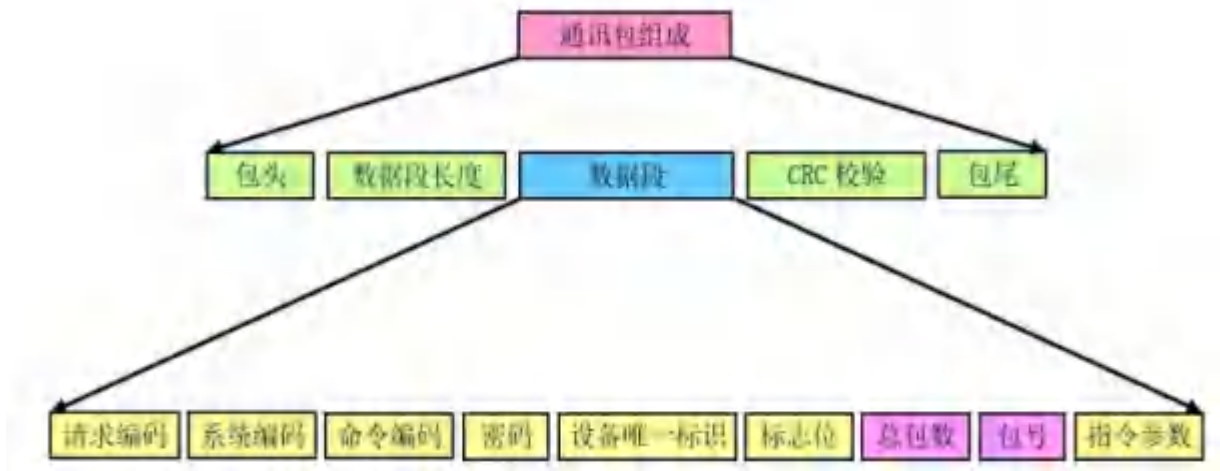 通讯包组成
包头 数据段长度 数据段 CRC 校验 包尾
请求编码 系统编码 命令编码 密码 设备唯一标识 标志位 总包数 包号 指令参数